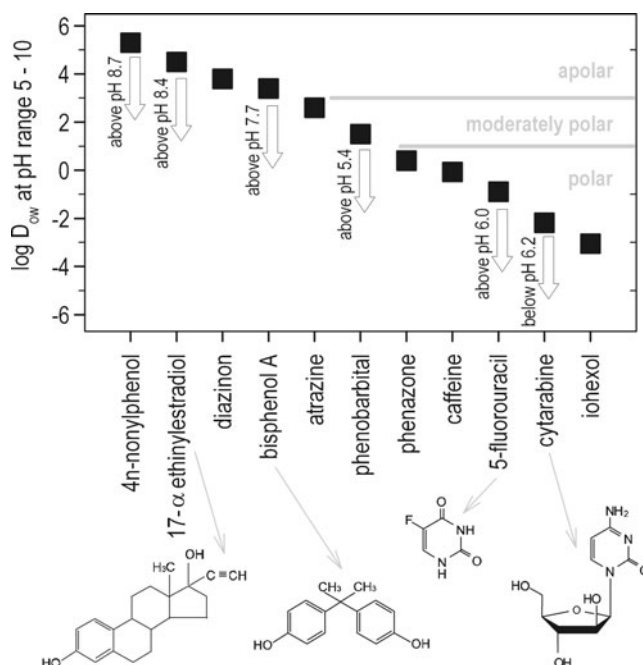 log Dow at pH range 5 - 10
6
4
2
0
-2
-4
-6
above pH 8.7
above pH 8.4
above pH 7.7
above pH 5.4
above pH 6.0
below pH 6.2
apolar
moderately polar
polar
4n-nonylphenol
17-α ethinylestradiol
diazinon
bisphenol A
atrazine
phenobarbital
phenazone
caffeine
5-fluorouracil
cytarabine
iohexol
OH
H₃C
C≡CH
HO
CH₃ CH₃
HO
OH
O
F
NH
NH
O
NH₂
N
N
O
HO
HO
O
HO